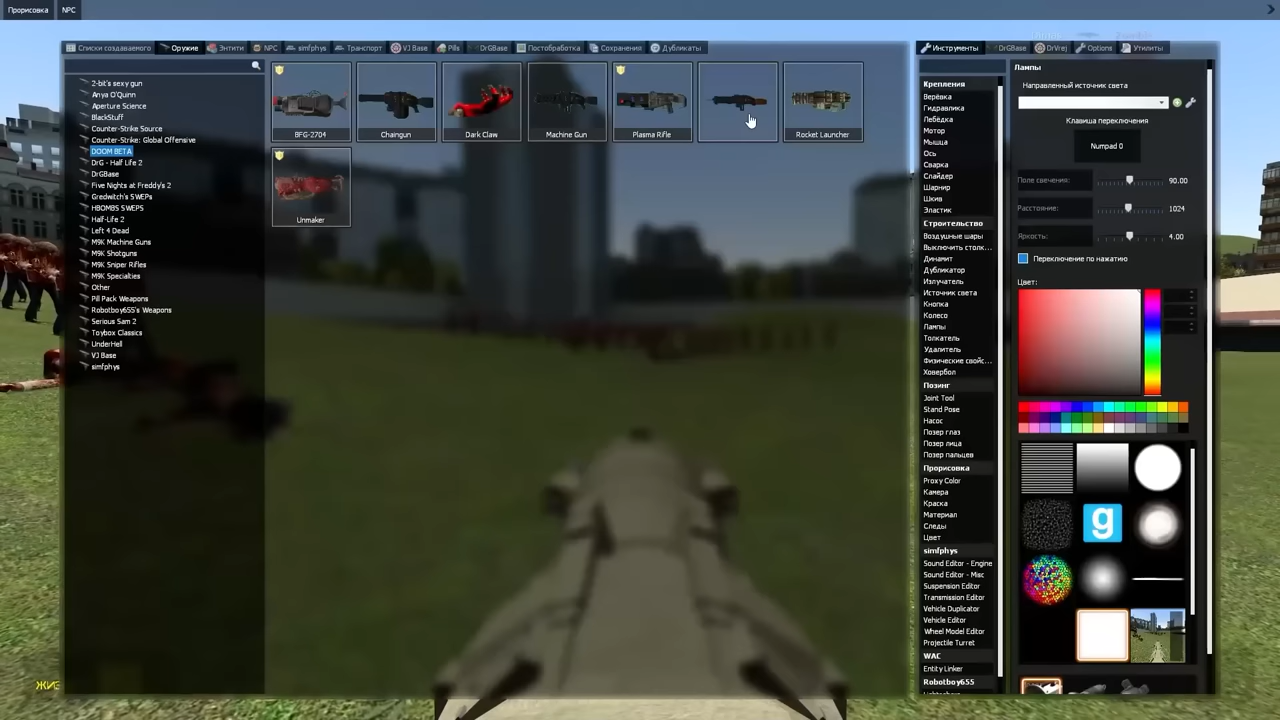 Прорисовка NPC
Списки создаваемого Оружие Энтити NPC simfphys Транспорт VJ Base Pills DrGBase Постобработка Сохранения Дубликаты
2-bit's sexy gun
Anya O'Quinn
Aperture Science
BlackStuff
Counter-Strike Source
Counter-Strike: Global Offensive
DOOM BETA
DrG - Half Life 2
DrGBase
Five Nights at Freddy's 2
Gredwitch's SWEPs
HBOMBS SWEPS
Half-Life 2
Left 4 Dead
M9K Machine Guns
M9K Shotguns
M9K Sniper Rifles
M9K Specialties
Other
Pill Pack Weapons
Robotboy655's Weapons
Serious Sam 2
Toybox Classics
UnderHell
VJ Base
simfphys
BFG-2704 Chaingun Dark Claw Machine Gun Plasma Rifle Rocket Launcher
Unmaker
Инструменты DrGBase DrVrej Options Утилиты
Крепления
Верёвка
Гидравлика
Лебёдка
Мотор
Мышца
Ось
Сварка
Слайдер
Шарнир
Шкив
Эластик
Строительство
Воздушные шары
Выключить столк...
Динамит
Дубликатор
Излучатель
Источник света
Кнопка
Колесо
Лампы
Толкатель
Удалитель
Физические свойс...
Ховербол
Позинг
Joint Tool
Stand Pose
Насос
Позер глаз
Позер лица
Позер пальцев
Прорисовка
Proxy Color
Камера
Краска
Материал
Следы
Цвет
simfphys
Sound Editor - Engine
Sound Editor - Misc
Suspension Editor
Transmission Editor
Vehicle Duplicator
Vehicle Editor
Wheel Model Editor
Projectile Turret
WAC
Entity Linker
Robotboy655
Лампы
Направленный источник света
Клавиша переключения
Numpad 0
Поле свечения: 90.00
Расстояние: 1024
Яркость: 4.00
Переключение по нажатию
Цвет:
g